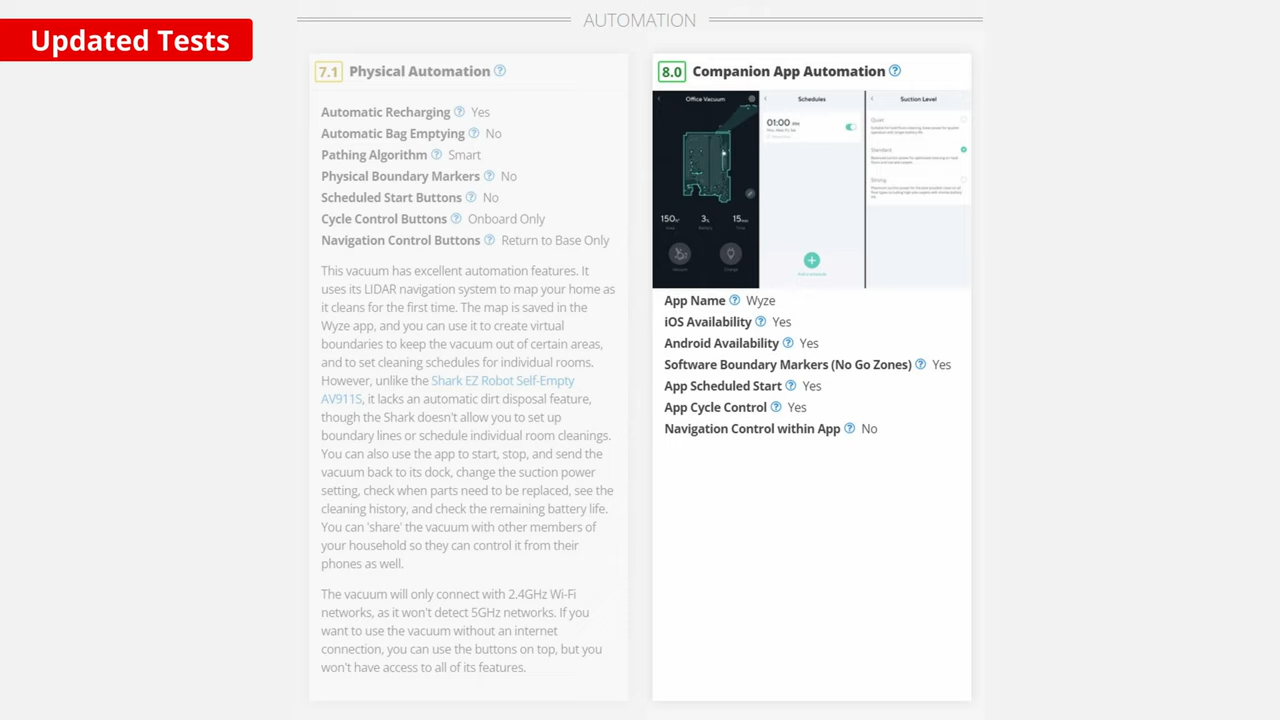 AUTOMATION
Updated Tests
7.1 Physical Automation
Automatic Recharging Yes
Automatic Bag Emptying No
Pathing Algorithm Smart
Physical Boundary Markers No
Scheduled Start Buttons No
Cycle Control Buttons Onboard Only
Navigation Control Buttons Return to Base Only
This vacuum has excellent automation features. It
uses its LIDAR navigation system to map your home as
it cleans for the first time. The map is saved in the
Wyze app, and you can use it to create virtual
boundaries to keep the vacuum out of certain areas,
and to set cleaning schedules for individual rooms.
However, unlike the Shark EZ Robot Self-Empty
AV911S, it lacks an automatic dirt disposal feature,
though the Shark doesn't allow you to set up
boundary lines or schedule individual room cleanings.
You can also use the app to start, stop, and send the
vacuum back to its dock, change the suction power
setting, check when parts need to be replaced, see the
cleaning history, and check the remaining battery life.
You can 'share' the vacuum with other members of
your household so they can control it from their
phones as well.
The vacuum will only connect with 2.4GHz Wi-Fi
networks, as it won't detect 5GHz networks. If you
want to use the vacuum without an internet
connection, you can use the buttons on top, but you
won't have access to all of its features.
8.0 Companion App Automation
Office Vacuum
150
3%
15
Area
Battery
Time
Vacuum
Charge
Schedules
01:00 PM
Add a schedule
Suction Level
Quiet
Standard
Strong
App Name Wyze
iOS Availability Yes
Android Availability Yes
Software Boundary Markers (No Go Zones) Yes
App Scheduled Start Yes
App Cycle Control Yes
Navigation Control within App No